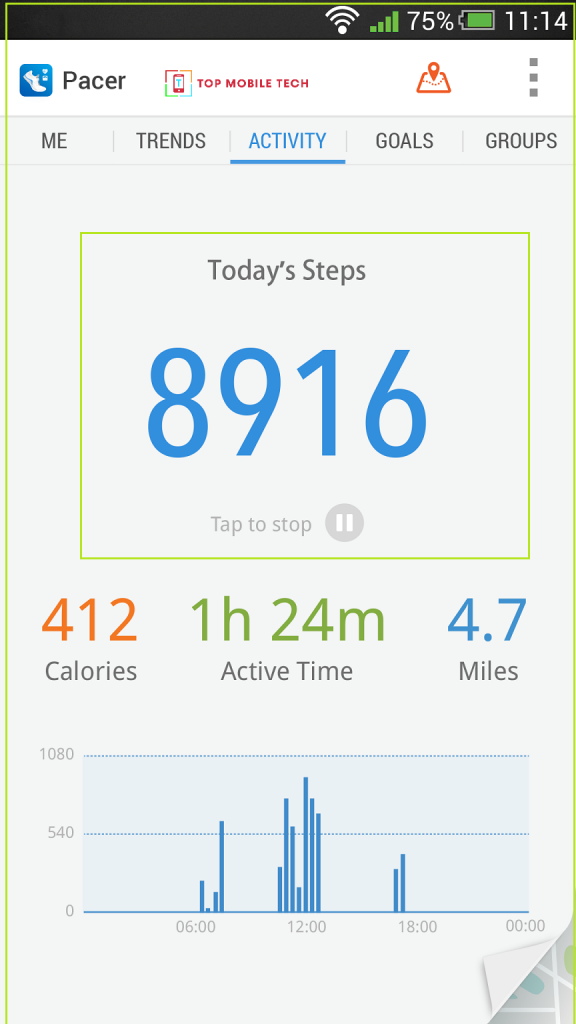 75% 11:14
Pacer TOP MOBILE TECH
ME TRENDS ACTIVITY GOALS GROUPS
Today's Steps
8916
Tap to stop
412 1h 24m 4.7
Calories Active Time Miles
1080
540
0
06:00 12:00 18:00 00:00